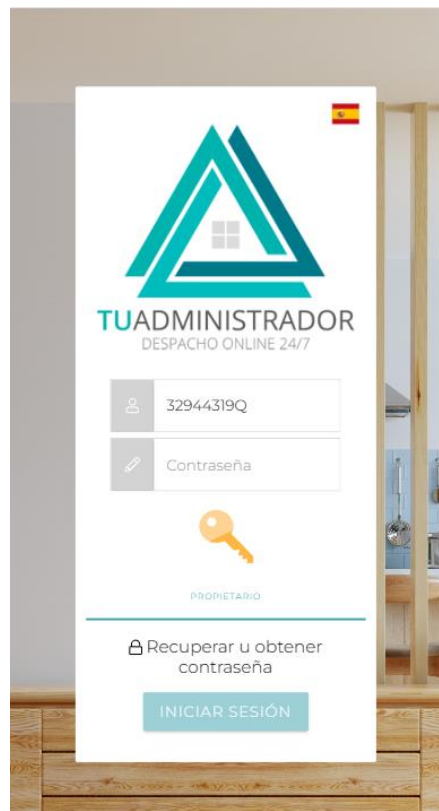 TUADMINISTRADOR
DESPACHO ONLINE 24/7
32944319Q
Contraseña
PROPIETARIO
Recuperar u obtener
contraseña
INICIAR SESIÓN